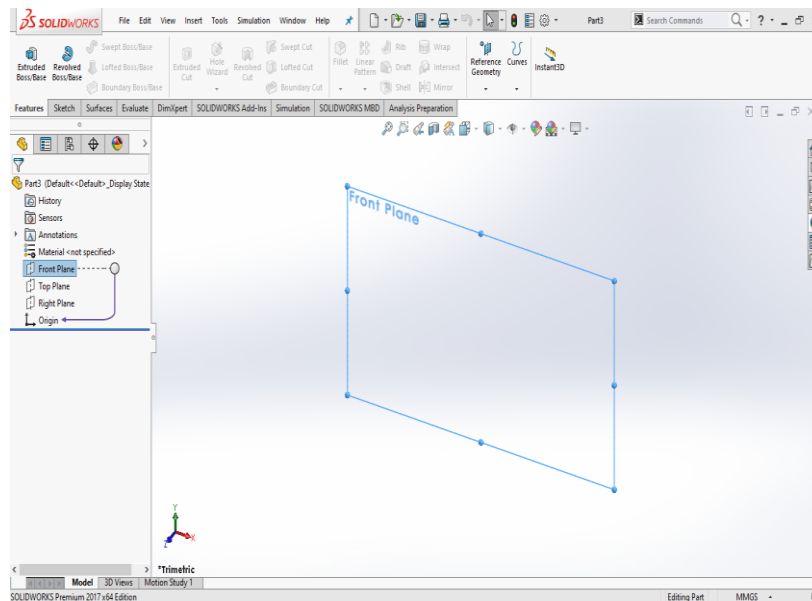 SOLIDWORKS File Edit View Insert Tools Simulation Window Help Part3 Search Commands ?
Extruded Boss/Base
Revolved Boss/Base
Swept Boss/Base
Lofted Boss/Base
Boundary Boss/Base
Extruded Cut
Hole Wizard
Revolved Cut
Swept Cut
Lofted Cut
Boundary Cut
Fillet
Linear Pattern
Rib
Draft
Shell
Wrap
Intersect
Mirror
Reference Geometry
Curves
Instant3D
Features Sketch Surfaces Evaluate DimXpert SOLIDWORKS Add-Ins Simulation SOLIDWORKS MBD Analysis Preparation
Part3 (Default<<Default>_Display State
History
Sensors
A Annotations
Material <not specified>
Front Plane
Top Plane
Right Plane
Origin
Front Plane
Y
X
Z
*Trimetric
Model 3D Views Motion Study 1
SOLIDWORKS Premium 2017 x64 Edition Editing Part MMGS